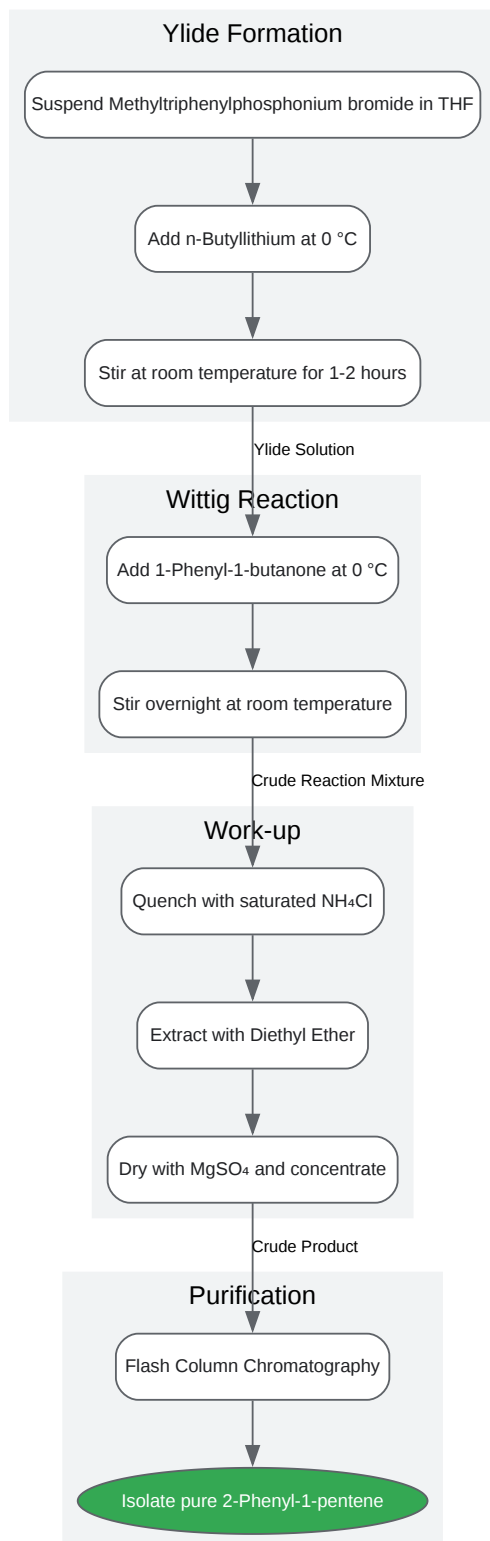 Ylide Formation
Suspend Methyltriphenylphosphonium bromide in THF
Add n-Butyllithium at 0 °C
Stir at room temperature for 1-2 hours
Ylide Solution
Wittig Reaction
Add 1-Phenyl-1-butanone at 0 °C
Stir overnight at room temperature
Crude Reaction Mixture
Work-up
Quench with saturated NH₄Cl
Extract with Diethyl Ether
Dry with MgSO₄ and concentrate
Crude Product
Purification
Flash Column Chromatography
Isolate pure 2-Phenyl-1-pentene